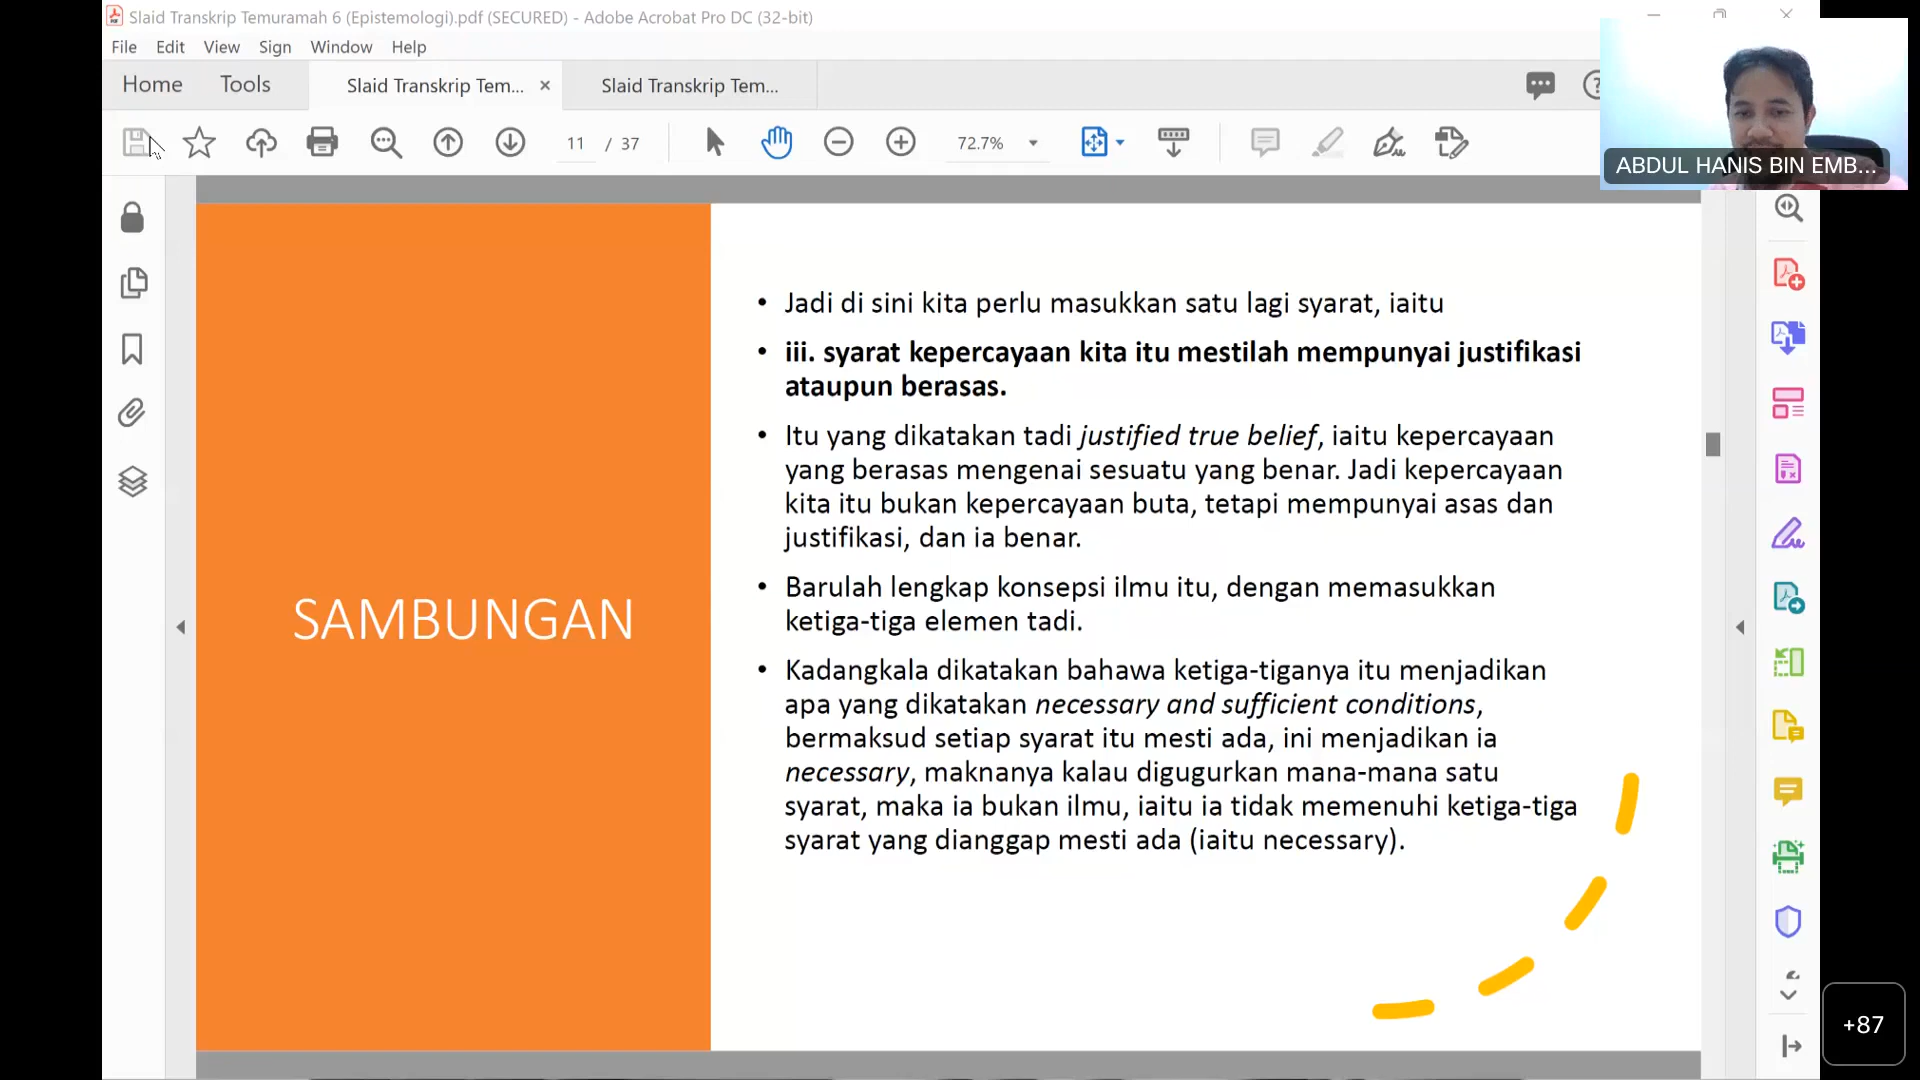 Slaid Transkrip Temuramah 6 (Epistemologi).pdf (SECURED) - Adobe Acrobat Pro DC (32-bit)
File Edit View Sign Window Help
Home Tools Slaid Transkrip Tem... × Slaid Transkrip Tem...
11 / 37 72.7%
ABDUL HANIS BIN EMB...
SAMBUNGAN
• Jadi di sini kita perlu masukkan satu lagi syarat, iaitu
• iii. syarat kepercayaan kita itu mestilah mempunyai justifikasi
ataupun berasas.
• Itu yang dikatakan tadi justified true belief, iaitu kepercayaan
yang berasas mengenai sesuatu yang benar. Jadi kepercayaan
kita itu bukan kepercayaan buta, tetapi mempunyai asas dan
justifikasi, dan ia benar.
• Barulah lengkap konsepsi ilmu itu, dengan memasukkan
ketiga-tiga elemen tadi.
• Kadangkala dikatakan bahawa ketiga-tiganya itu menjadikan
apa yang dikatakan necessary and sufficient conditions,
bermaksud setiap syarat itu mesti ada, ini menjadikan ia
necessary, maknanya kalau digugurkan mana-mana satu
syarat, maka ia bukan ilmu, iaitu ia tidak memenuhi ketiga-tiga
syarat yang dianggap mesti ada (iaitu necessary).
+87